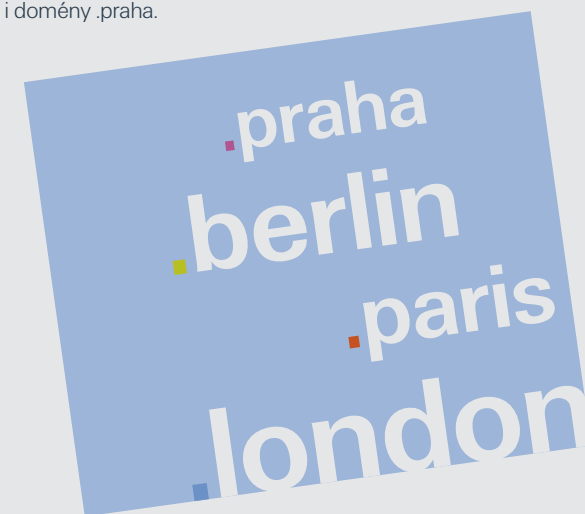 i domény .praha.
.praha
.berlin
.paris
.london